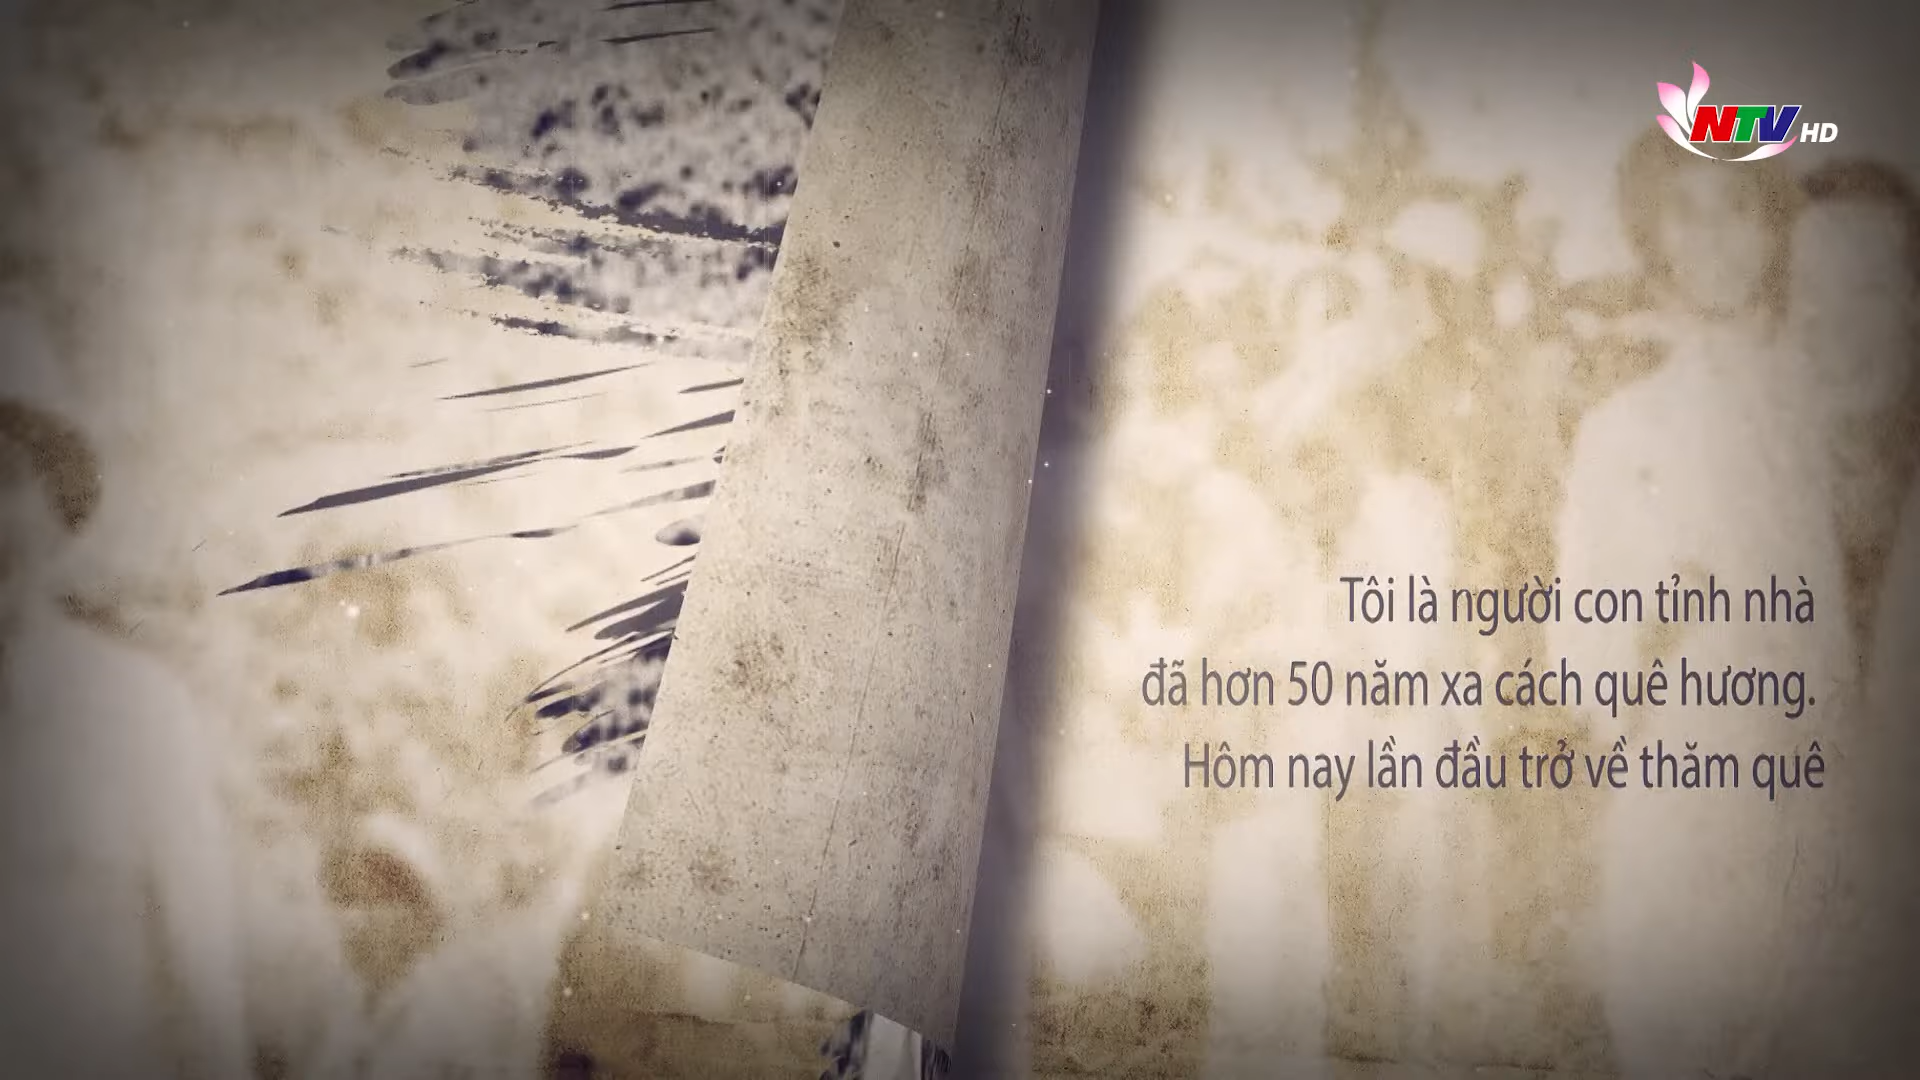 NTV HD
Tôi là người con tỉnh nhà
đã hơn 50 năm xa cách quê hương.
Hôm nay lần đầu trở về thăm quê